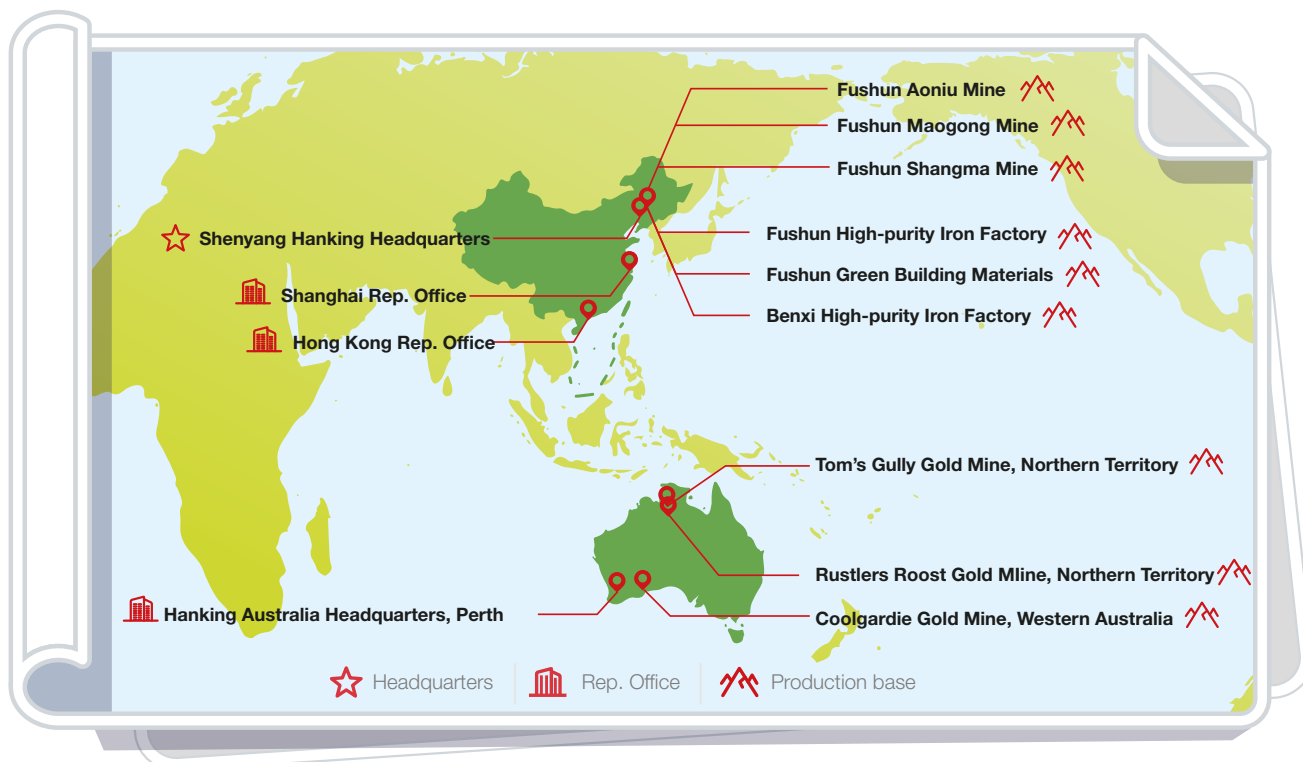 Fushun Aoniu Mine
Fushun Maogong Mine
Fushun Shangma Mine
Shenyang Hanking Headquarters
Fushun High-purity Iron Factory
Fushun Green Building Materials
Shanghai Rep. Office
Benxi High-purity Iron Factory
Hong Kong Rep. Office
Tom's Gully Gold Mine, Northern Territory
Rustlers Roost Gold Mline, Northern Territory
Hanking Australia Headquarters, Perth
Coolgardie Gold Mine, Western Australia
Headquarters
Rep. Office
Production base